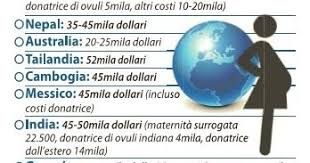 donatrice di ovuli 5mila, altri costi 10-20mila)
Nepal: 35-45mila dollari
Australia: 20-25mila dollari
Tailandia: 52mila dollari
Cambogia: 45mila dollari
Messico: 45mila dollari (incluso
costi donatrice)
India: 45-50mila dollari (maternità surrogata
22.500, donatrice di ovuli indiana 4mila, donatrice
dall'estero 14mila)